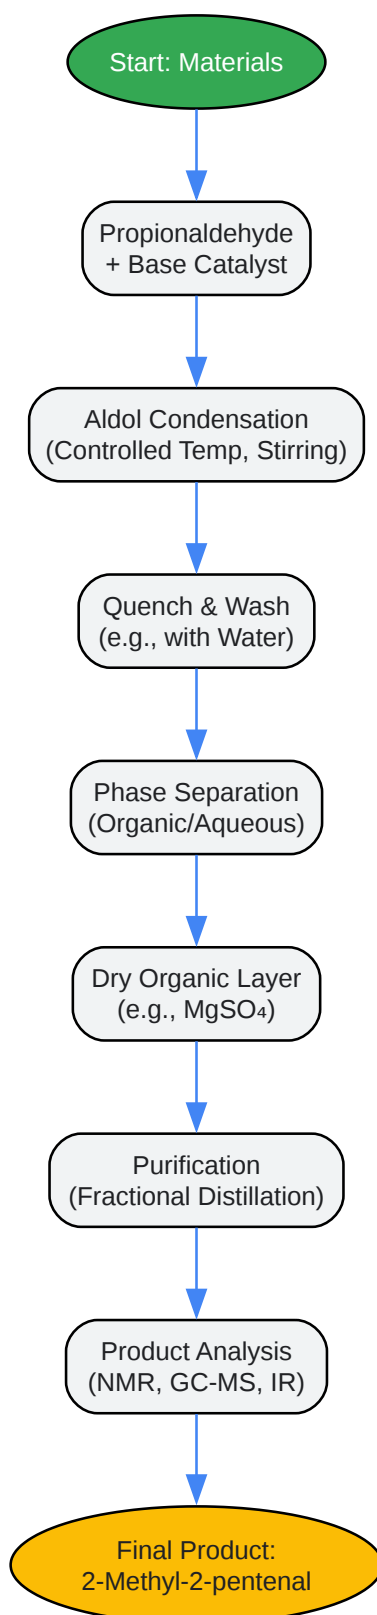 Start: Materials
Propionaldehyde
+ Base Catalyst
Aldol Condensation
(Controlled Temp, Stirring)
Quench & Wash
(e.g., with Water)
Phase Separation
(Organic/Aqueous)
Dry Organic Layer
(e.g., MgSO₄)
Purification
(Fractional Distillation)
Product Analysis
(NMR, GC-MS, IR)
Final Product:
2-Methyl-2-pentenal